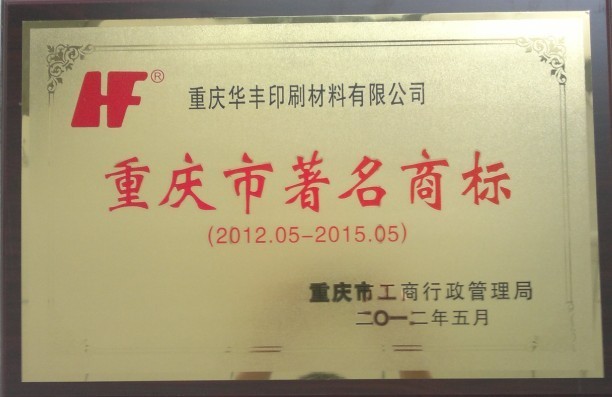 HF® 重庆华丰印刷材料有限公司
重庆市著名商标
(2012.05-2015.05)
重庆市工商行政管理局
二〇一二年五月